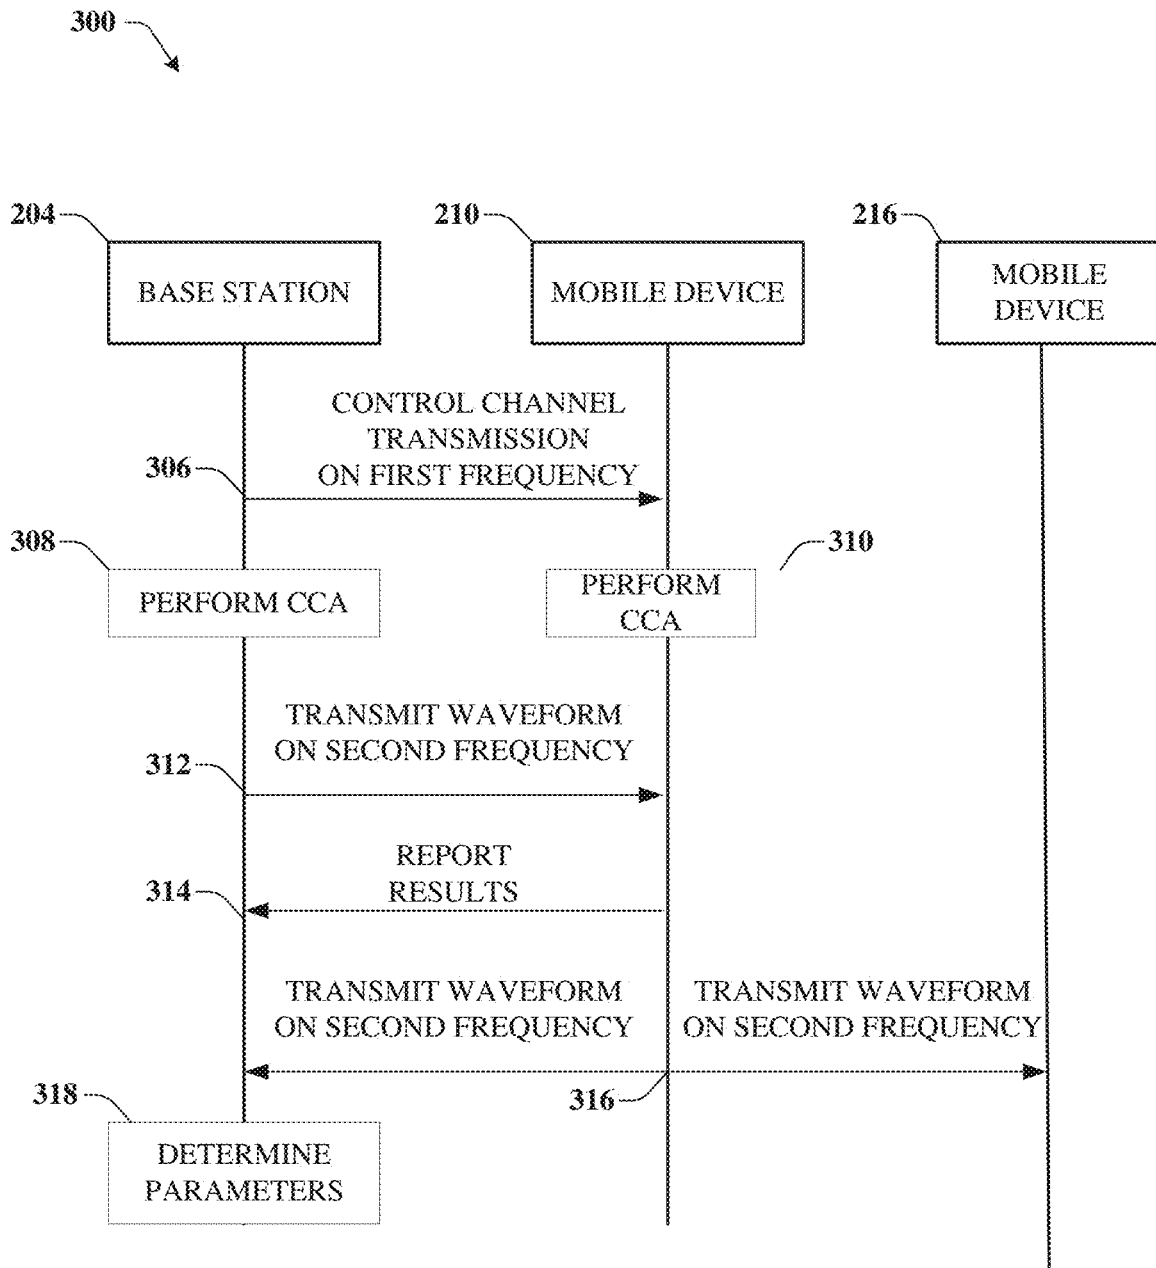 300
204
210
216
BASE STATION
MOBILE DEVICE
MOBILE
DEVICE
CONTROL CHANNEL
TRANSMISSION
ON FIRST FREQUENCY
306
308
310
PERFORM CCA
PERFORM
CCA
TRANSMIT WAVEFORM
ON SECOND FREQUENCY
312
REPORT
RESULTS
314
TRANSMIT WAVEFORM
ON SECOND FREQUENCY
TRANSMIT WAVEFORM
ON SECOND FREQUENCY
316
318
DETERMINE
PARAMETERS